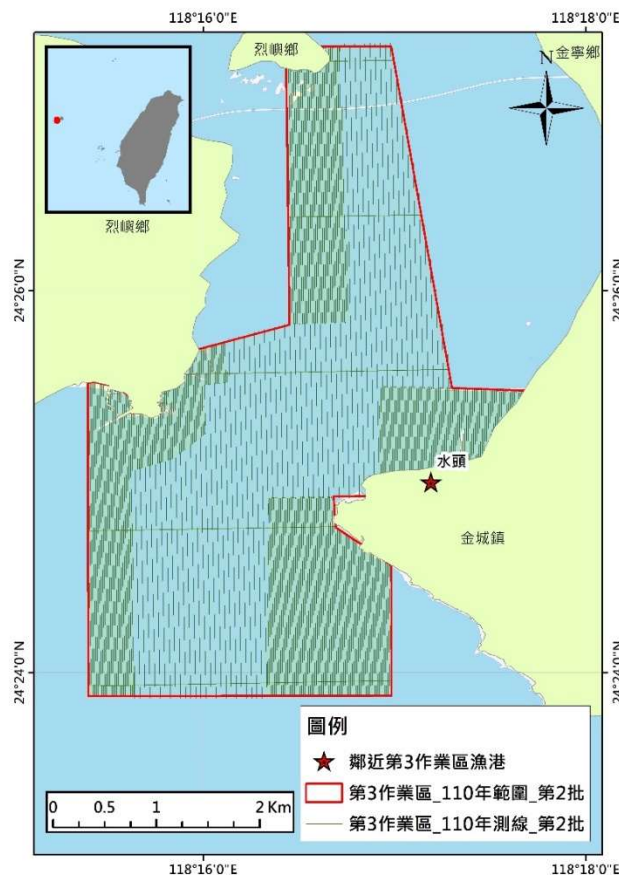 118°16'0"E
118°18'0"E
烈嶼鄉
金寧鄉
N
烈嶼鄉
24°26'0"N
24°26'0"N
水頭
金城鎮
24°24'0"N
24°24'0"N
圖例
鄰近第3作業區漁港
第3作業區_110年範圍_第2批
第3作業區_110年測線_第2批
0 0.5 1 2 Km
118°16'0"E
118°18'0"E